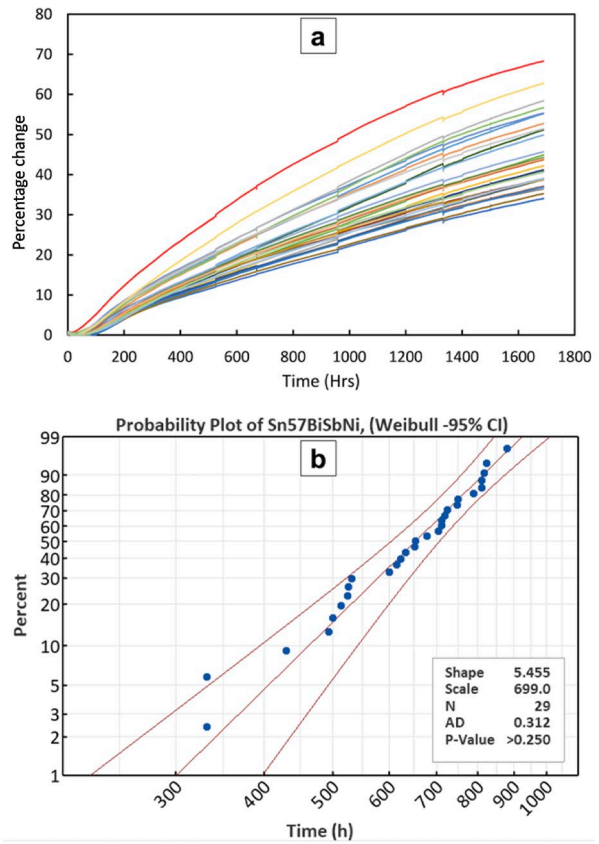 a
80
70
60
50
40
30
20
10
0
Percentage change
0 200 400 600 800 1000 1200 1400 1600 1800
Time (Hrs)
Probability Plot of Sn57BiSbNi, (Weibull -95% CI)
b
99
90
80
70
60
50
40
30
20
10
5
3
2
1
Percent
Shape 5.455
Scale 699.0
N 29
AD 0.312
P-Value >0.250
300 400 500 600 700 800 900 1000
Time (h)